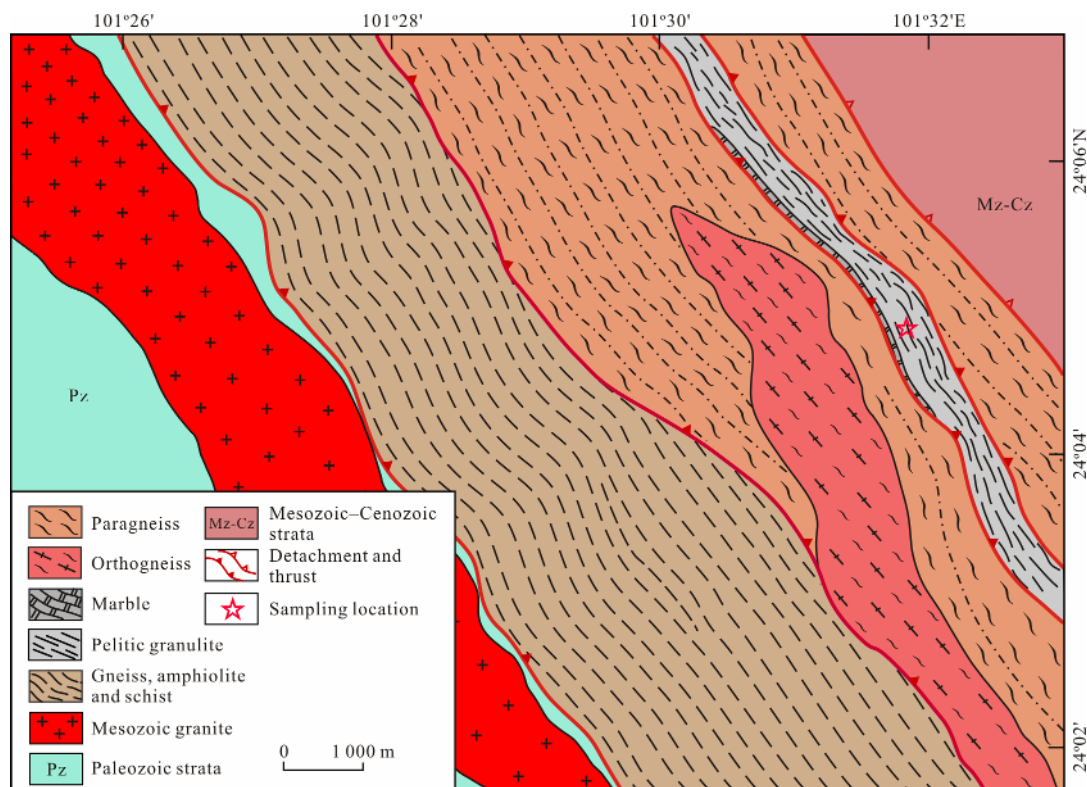 101°26' 101°28' 101°30' 101°32'E
24°06'N
Mz-Cz
Pz
24°04'
24°02'
Paragneiss
Orthogneiss
Marble
Pelitic granulite
Gneiss, amphiolite
and schist
Mesozoic granite
Pz Paleozoic strata
Mz-Cz Mesozoic–Cenozoic
strata
Detachment and
thrust
Sampling location
0 1 000 m